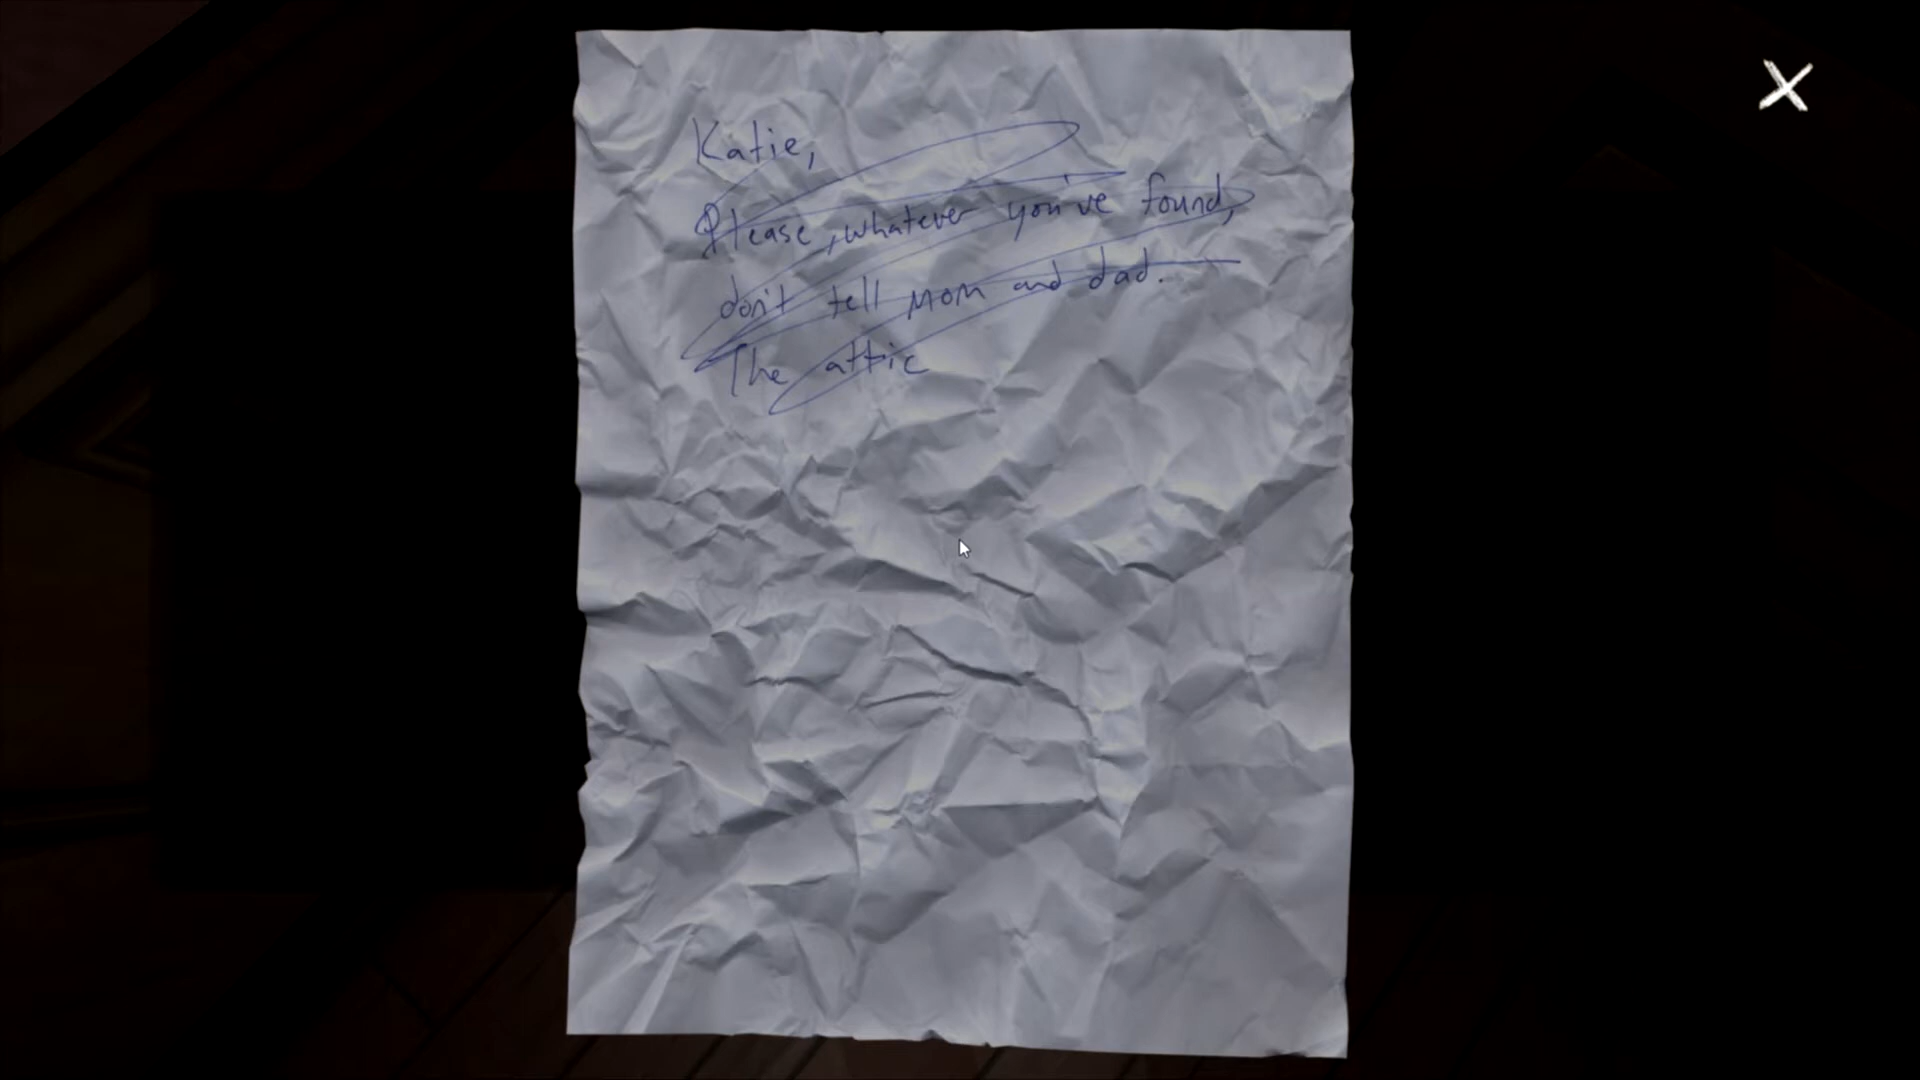 Katie,
Please, whatever you've found,
don't tell Mom and dad.
The attic